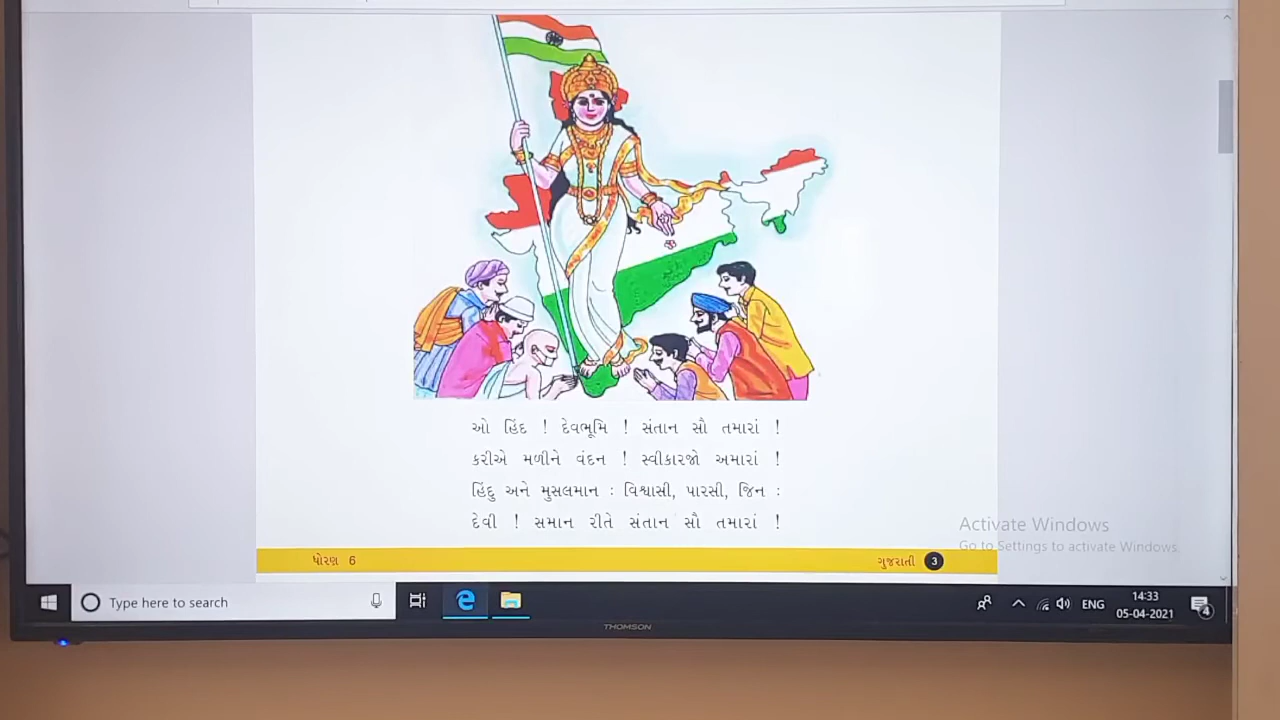 ઓ હિંદ ! દેવભૂમિ ! સંતાન સૌ તમારાં !
કરીએ મળીને વંદન ! સ્વીકારજો અમારાં !
હિંદુ અને મુસલમાન : વિશ્વાસી, પારસી, જિન :
દેવી ! સમાન રીતે સંતાન સૌ તમારાં !
Activate Windows
Go to Settings to activate Windows.
ધોરણ 6
ગુજરાતી 3
Type here to search
ENG
14:33
05-04-2021
4
THOMSON